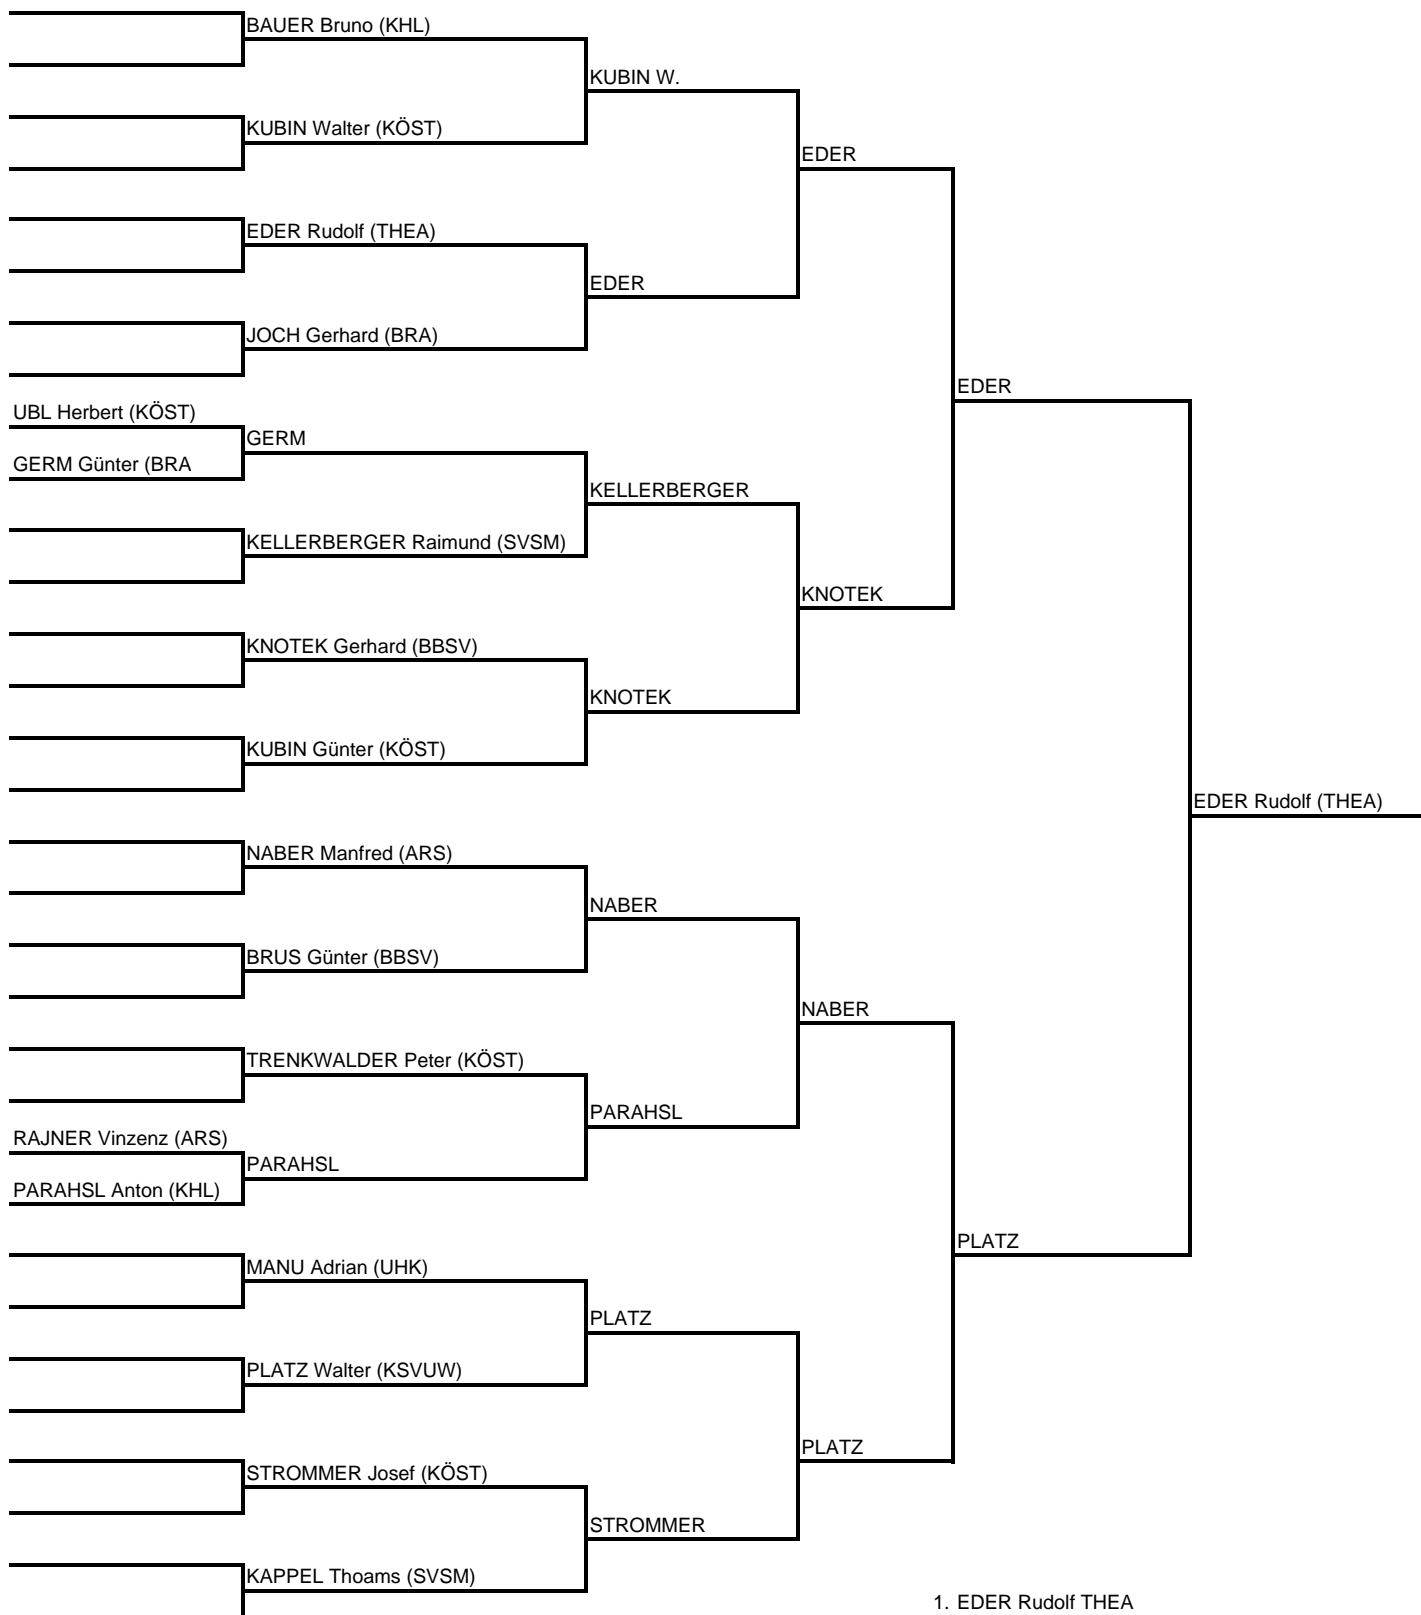 BAUER Bruno (KHL)
KUBIN W.
KUBIN Walter (KÖST)
EDER
EDER Rudolf (THEA)
EDER
JOCH Gerhard (BRA)
EDER
UBL Herbert (KÖST)
GERM
GERM Günter (BRA
KELLERBERGER
KELLERBERGER Raimund (SVSM)
KNOTEK
KNOTEK Gerhard (BBSV)
KNOTEK
KUBIN Günter (KÖST)
EDER Rudolf (THEA)
NABER Manfred (ARS)
NABER
BRUS Günter (BBSV)
NABER
TRENKWALDER Peter (KÖST)
PARAHSL
RAJNER Vinzenz (ARS)
PARAHSL
PARAHSL Anton (KHL)
PLATZ
MANU Adrian (UHK)
PLATZ
PLATZ Walter (KSVUW)
PLATZ
STROMMER Josef (KÖST)
STROMMER
KAPPEL Thoams (SVSM)
1. EDER Rudolf THEA